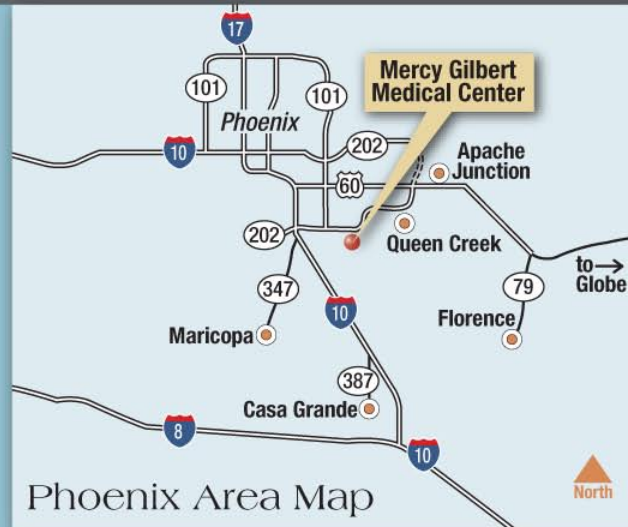 17
Mercy Gilbert
Medical Center
101
101
Phoenix
202
10
Apache
Junction
60
202
Queen Creek
to→
Globe
347
79
10
Florence
Maricopa
387
Casa Grande
8
10
Phoenix Area Map
North